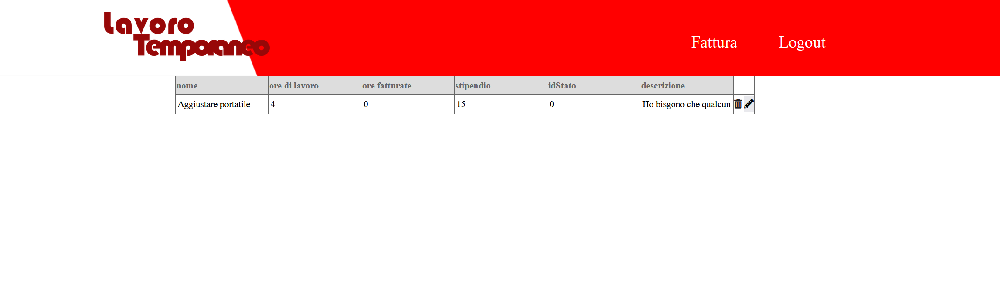 Lavoro
Temporaneo
Fattura Logout
nome ore di lavoro ore fatturate stipendio idStato descrizione
Aggiustare portatile 4 0 15 0 Ho bisgono che qualcun